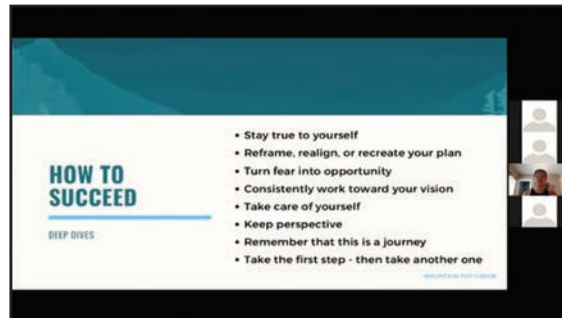 HOW TO
SUCCEED
DEEP DIVES
• Stay true to yourself
• Reframe, realign, or recreate your plan
• Turn fear into opportunity
• Consistently work toward your vision
• Take care of yourself
• Keep perspective
• Remember that this is a journey
• Take the first step - then take another one